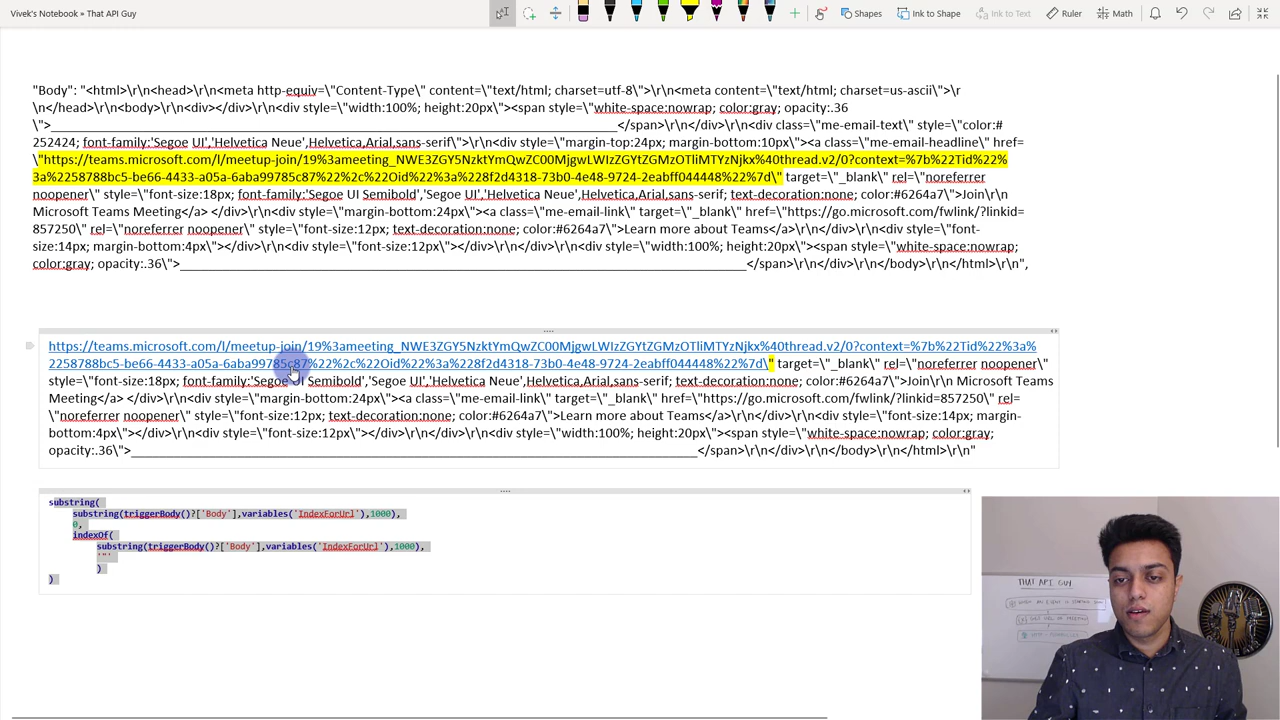 Vivek's Notebook » That API Guy
Shapes
Ink to Shape
Ink to Text
Ruler
Math
"Body": "<html>\r\n<head>\r\n<meta http-equiv=\"Content-Type\" content=\"text/html; charset=utf-8\">\r\n<meta content=\"text/html; charset=us-ascii\">\r
\n</head>\r\n<body>\r\n<div></div>\r\n<div style=\"width:100%; height:20px\"><span style=\"white-space:nowrap; color:gray; opacity:.36
\">________________________________________________________________________________</span>\r\n</div>\r\n<div class=\"me-email-text\" style=\"color:#
252424; font-family:'Segoe UI','Helvetica Neue',Helvetica,Arial,sans-serif\">\r\n<div style=\"margin-top:24px; margin-bottom:10px\"><a class=\"me-email-headline\" href=
\"https://teams.microsoft.com/l/meetup-join/19%3ameeting_NWE3ZGY5NzktYmQwZC00MjgwLWIzZGYtZGMzOTliMTYzNjkx%40thread.v2/0?context=%7b%22Tid%22%
3a%2258788bc5-be66-4433-a05a-6aba99785c87%22%2c%22Oid%22%3a%228f2d4318-73b0-4e48-9724-2eabff044448%22%7d\" target=\"_blank\" rel=\"noreferrer
noopener\" style=\"font-size:18px; font-family:'Segoe UI Semibold','Segoe UI','Helvetica Neue',Helvetica,Arial,sans-serif; text-decoration:none; color:#6264a7\">Join\r\n
Microsoft Teams Meeting</a> </div>\r\n<div style=\"margin-bottom:24px\"><a class=\"me-email-link\" target=\"_blank\" href=\"https://go.microsoft.com/fwlink/?linkid=
857250\" rel=\"noreferrer noopener\" style=\"font-size:12px; text-decoration:none; color:#6264a7\">Learn more about Teams</a>\r\n</div>\r\n<div style=\"font-
size:14px; margin-bottom:4px\"></div>\r\n<div style=\"font-size:12px\"></div>\r\n</div>\r\n<div style=\"width:100%; height:20px\"><span style=\"white-space:nowrap;
color:gray; opacity:.36\">________________________________________________________________________________</span>\r\n</div>\r\n</body>\r\n</html>\r\n",
https://teams.microsoft.com/l/meetup-join/19%3ameeting_NWE3ZGY5NzktYmQwZC00MjgwLWIzZGYtZGMzOTliMTYzNjkx%40thread.v2/0?context=%7b%22Tid%22%3a%
2258788bc5-be66-4433-a05a-6aba99785c87%22%2c%22Oid%22%3a%228f2d4318-73b0-4e48-9724-2eabff044448%22%7d\" target=\"_blank\" rel=\"noreferrer noopener\"
style=\"font-size:18px; font-family:'Segoe UI Semibold','Segoe UI','Helvetica Neue',Helvetica,Arial,sans-serif; text-decoration:none; color:#6264a7\">Join\r\n Microsoft Teams
Meeting</a> </div>\r\n<div style=\"margin-bottom:24px\"><a class=\"me-email-link\" target=\"_blank\" href=\"https://go.microsoft.com/fwlink/?linkid=857250\" rel=
\"noreferrer noopener\" style=\"font-size:12px; text-decoration:none; color:#6264a7\">Learn more about Teams</a>\r\n</div>\r\n<div style=\"font-size:14px; margin-
bottom:4px\"></div>\r\n<div style=\"font-size:12px\"></div>\r\n</div>\r\n<div style=\"width:100%; height:20px\"><span style=\"white-space:nowrap; color:gray;
opacity:.36\">________________________________________________________________________________</span>\r\n</div>\r\n</body>\r\n</html>\r\n"
substring(
substring(triggerBody()?['Body'],variables('IndexForUrl'),1000),
0,
indexOf(
substring(triggerBody()?['Body'],variables('IndexForUrl'),1000),
'"'
)
)
THAT API GUY